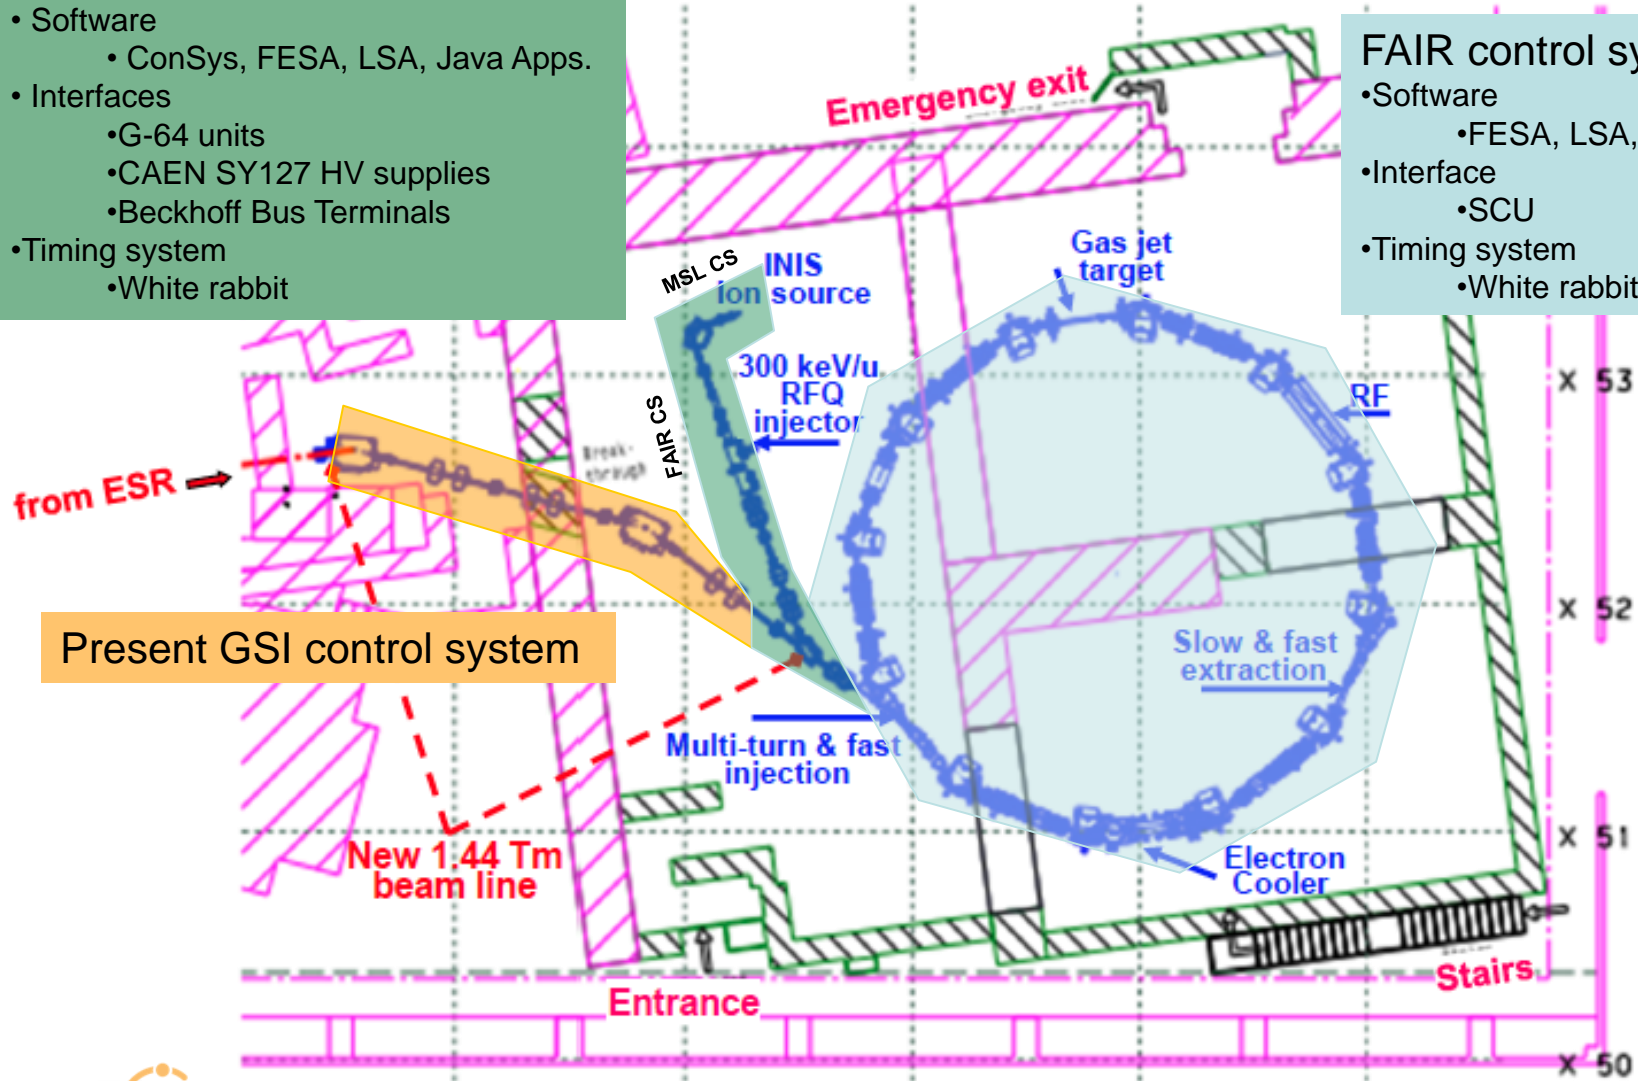 • Software
• ConSys, FESA, LSA, Java Apps.
• Interfaces
•G-64 units
•CAEN SY127 HV supplies
•Beckhoff Bus Terminals
•Timing system
•White rabbit
FAIR control sy
•Software
•FESA, LSA,
•Interface
•SCU
•Timing system
•White rabbit
Emergency exit
MSL CS
INIS
ion source
Gas jet
target
300 keV/u
RFQ
injector
FAIR CS
RF
X 53
Break-
through
from ESR
X 52
Present GSI control system
Slow & fast
extraction
Multi-turn & fast
injection
X 51
New 1.44 Tm
beam line
Electron
Cooler
Stairs
Entrance
X 50